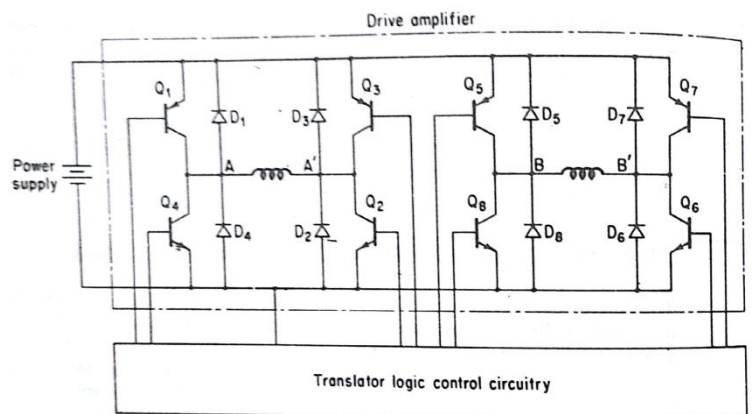 Drive amplifier
Q1 D1 D3 Q3 Q5 D5 D7 Q7
Power supply
A A' B B'
Q4 D4 D2 Q2 Q8 D8 D6 Q6
Translator logic control circuitry